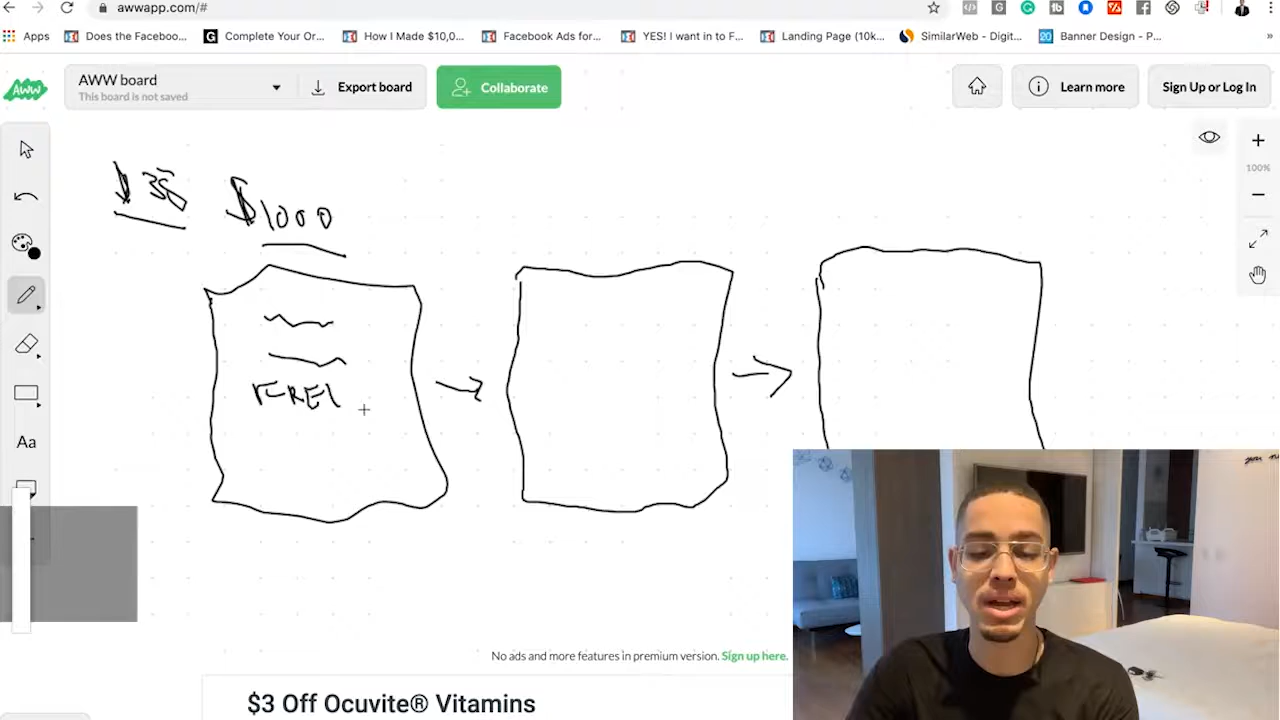 awwapp.com/#
Apps
Does the Faceboo...
Complete Your Or...
How I Made $10,0...
Facebook Ads for...
YES! I want in to F...
Landing Page (10k...
SimilarWeb - Digit...
Banner Design - P...
»
AWW board
This board is not saved
Export board
Collaborate
Learn more
Sign Up or Log In
100%
$1000
Aa
No ads and more features in premium version. Sign up here.
$3 Off Ocuvite® Vitamins